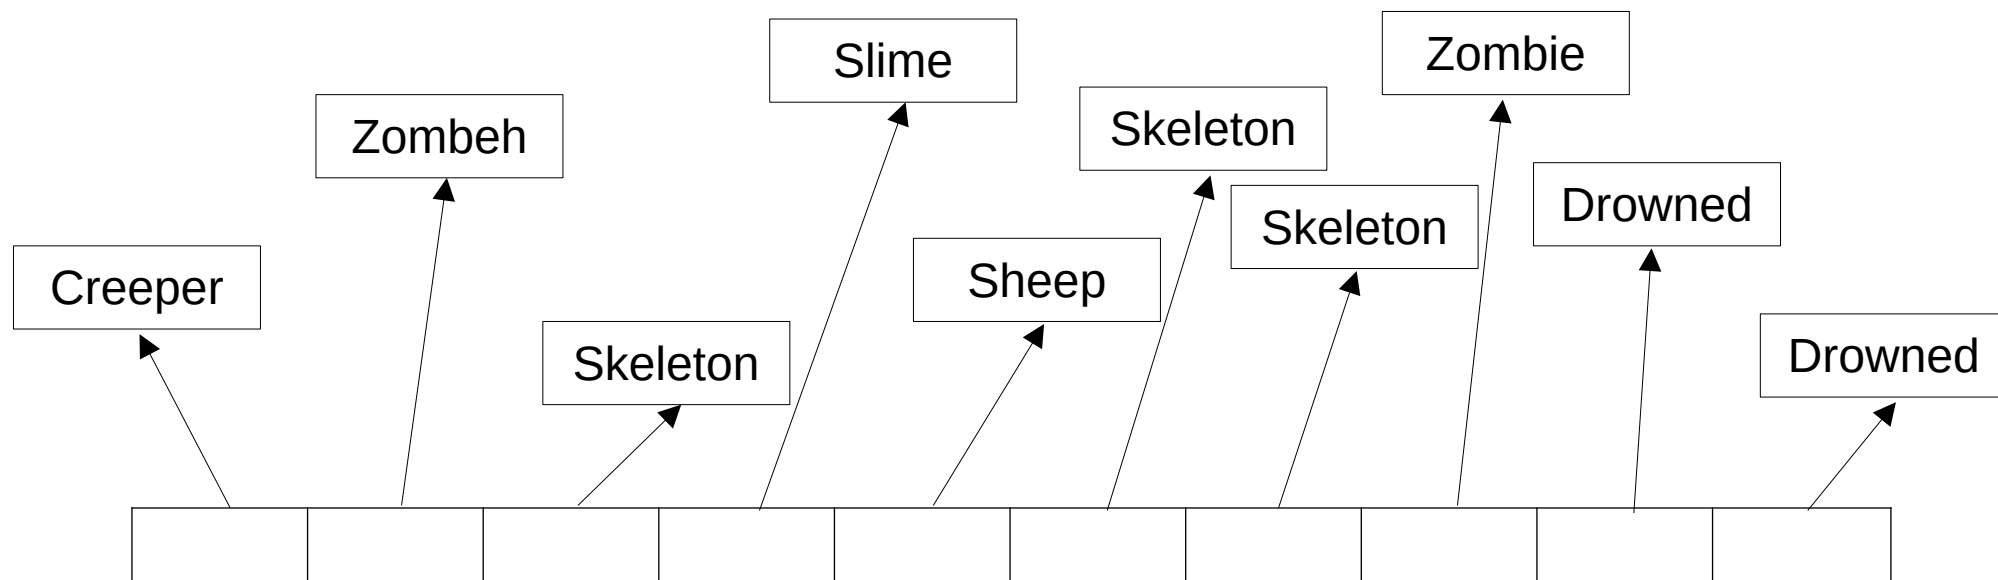 Creeper
Zombeh
Skeleton
Slime
Sheep
Skeleton
Skeleton
Zombie
Drowned
Drowned